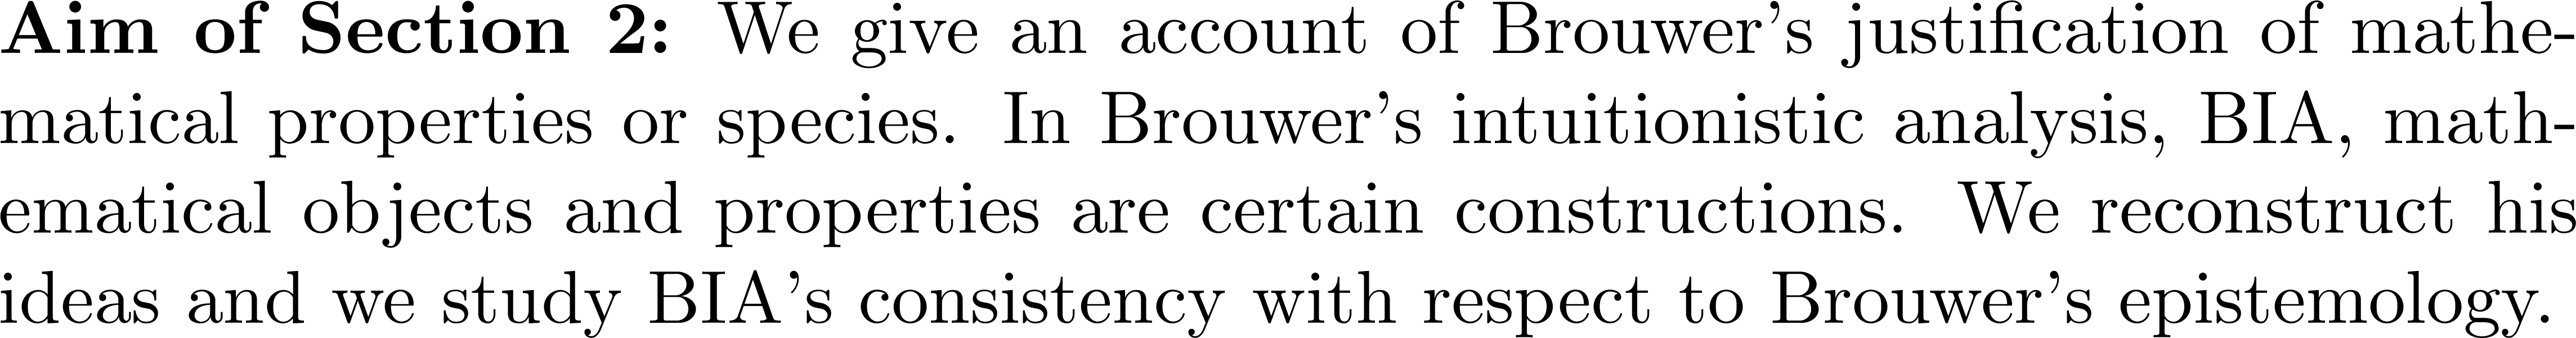 Aim of Section 2: We give an account of Brouwer’s justification of mathe-
matical properties or species. In Brouwer’s intuitionistic analysis, BIA, math-
ematical objects and properties are certain constructions. We reconstruct his
ideas and we study BIA’s consistency with respect to Brouwer’s epistemology.